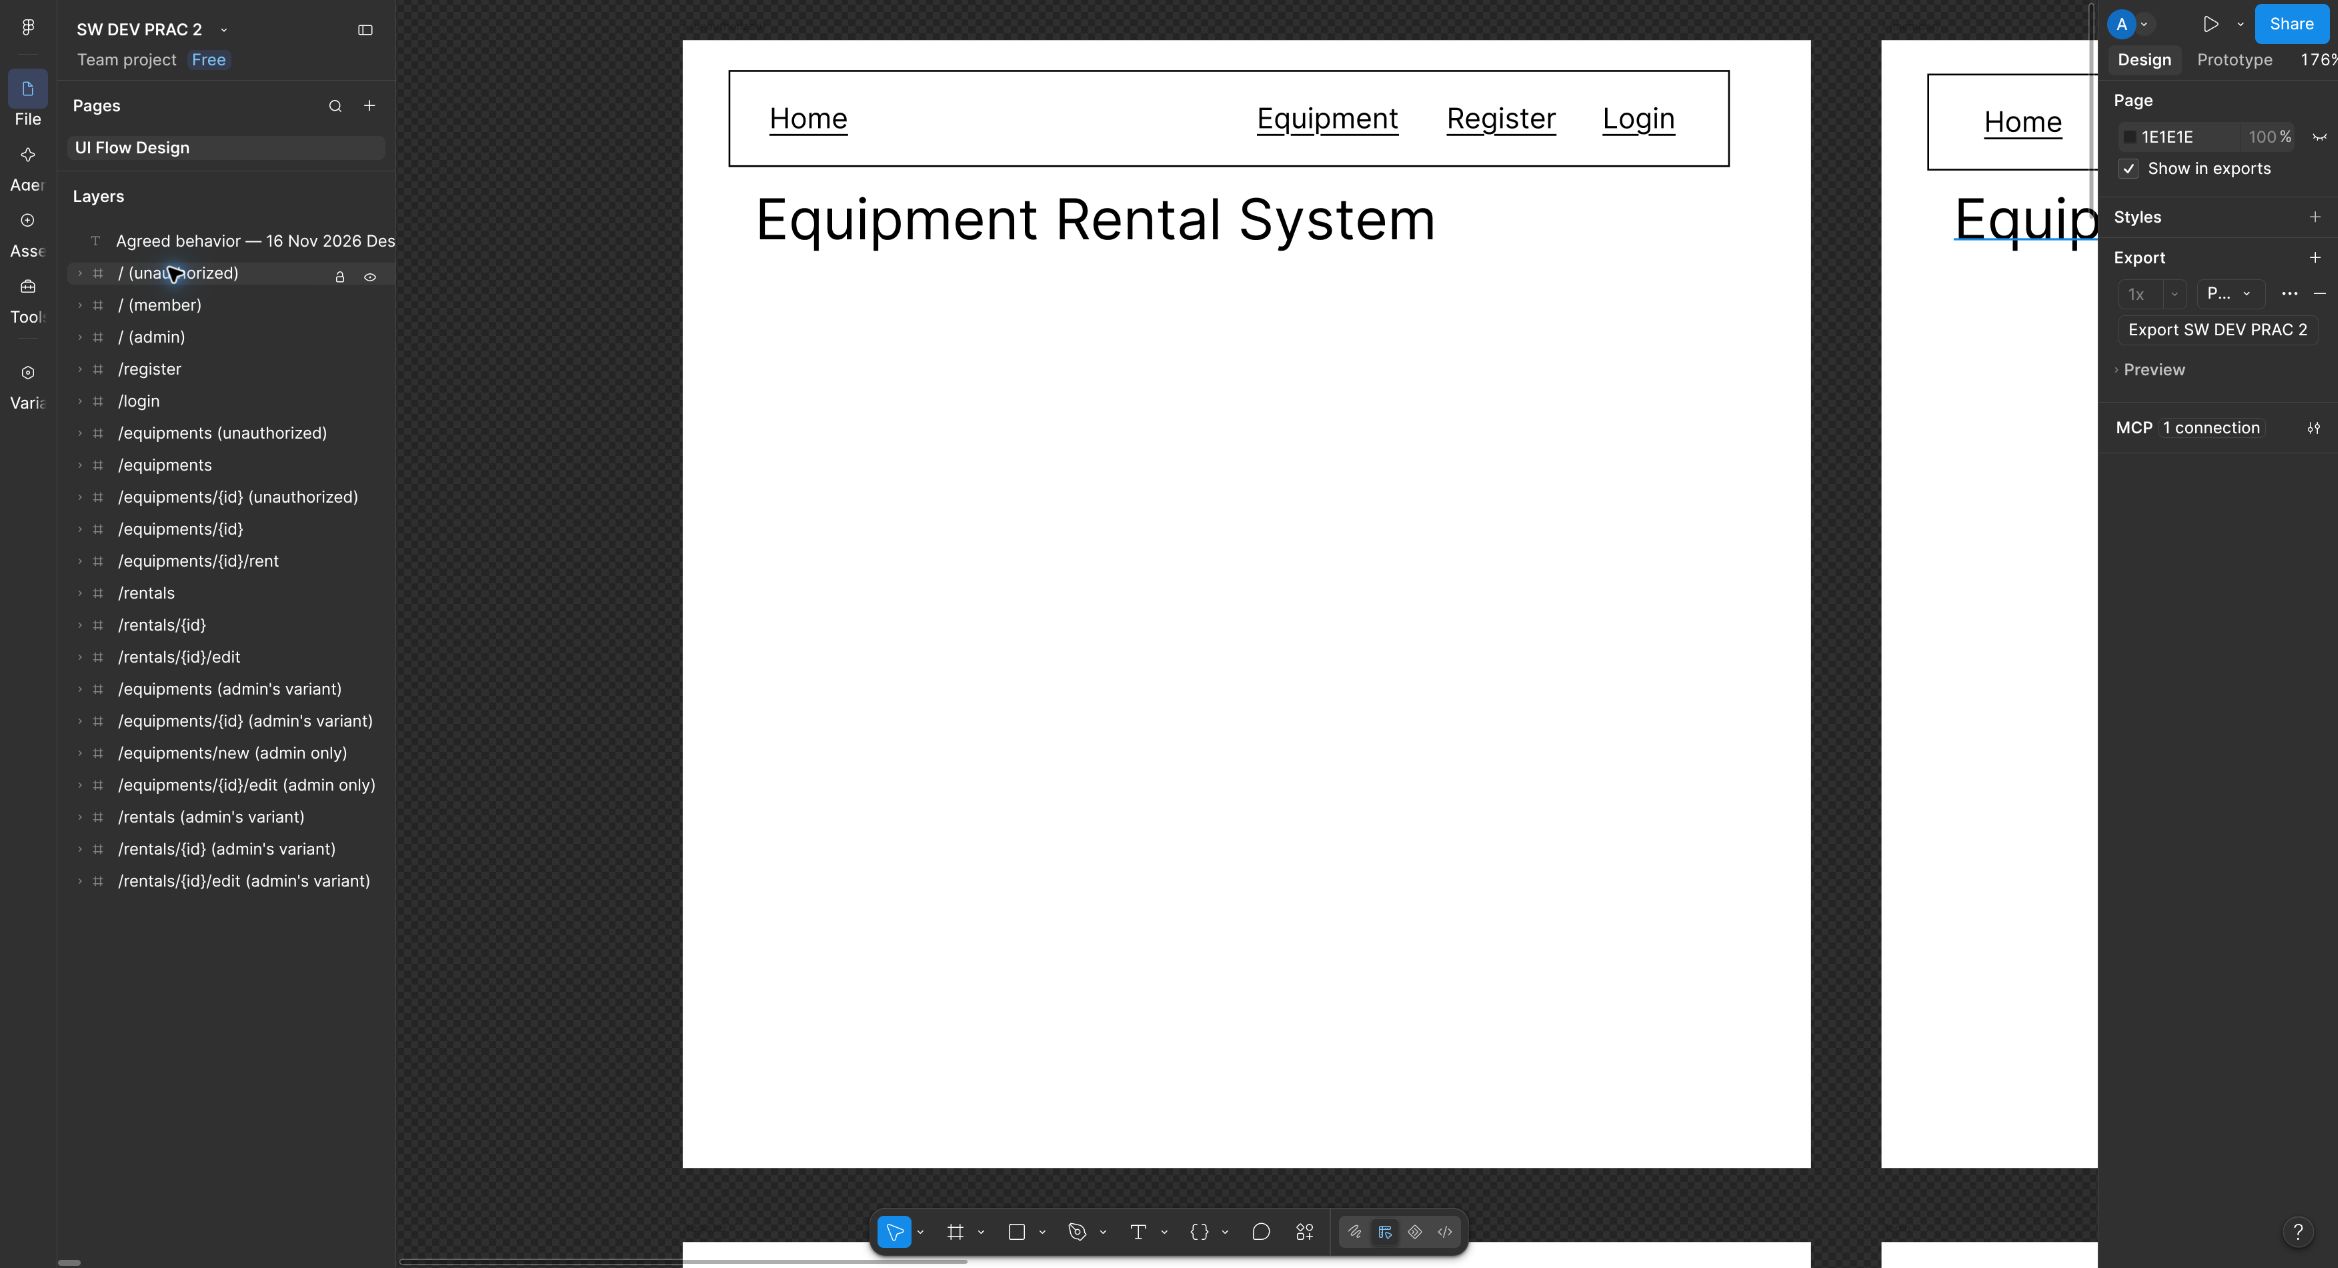 SW DEV PRAC 2
Team project Free
File
Pages
UI Flow Design
Layers
Agreed behavior — 16 Nov 2026 Des
/ (unauthorized)
/ (member)
/ (admin)
/register
/login
/equipments (unauthorized)
/equipments
/equipments/{id} (unauthorized)
/equipments/{id}
/equipments/{id}/rent
/rentals
/rentals/{id}
/rentals/{id}/edit
/equipments (admin's variant)
/equipments/{id} (admin's variant)
/equipments/new (admin only)
/equipments/{id}/edit (admin only)
/rentals (admin's variant)
/rentals/{id} (admin's variant)
/rentals/{id}/edit (admin's variant)
Agen
Asse
Tool
Varia
Home Equipment Register Login
Equipment Rental System
Home
Equip
A
Share
Design Prototype 176%
Page
1E1E1E 100 %
Show in exports
Styles
Export
1x P...
Export SW DEV PRAC 2
Preview
MCP 1 connection
?